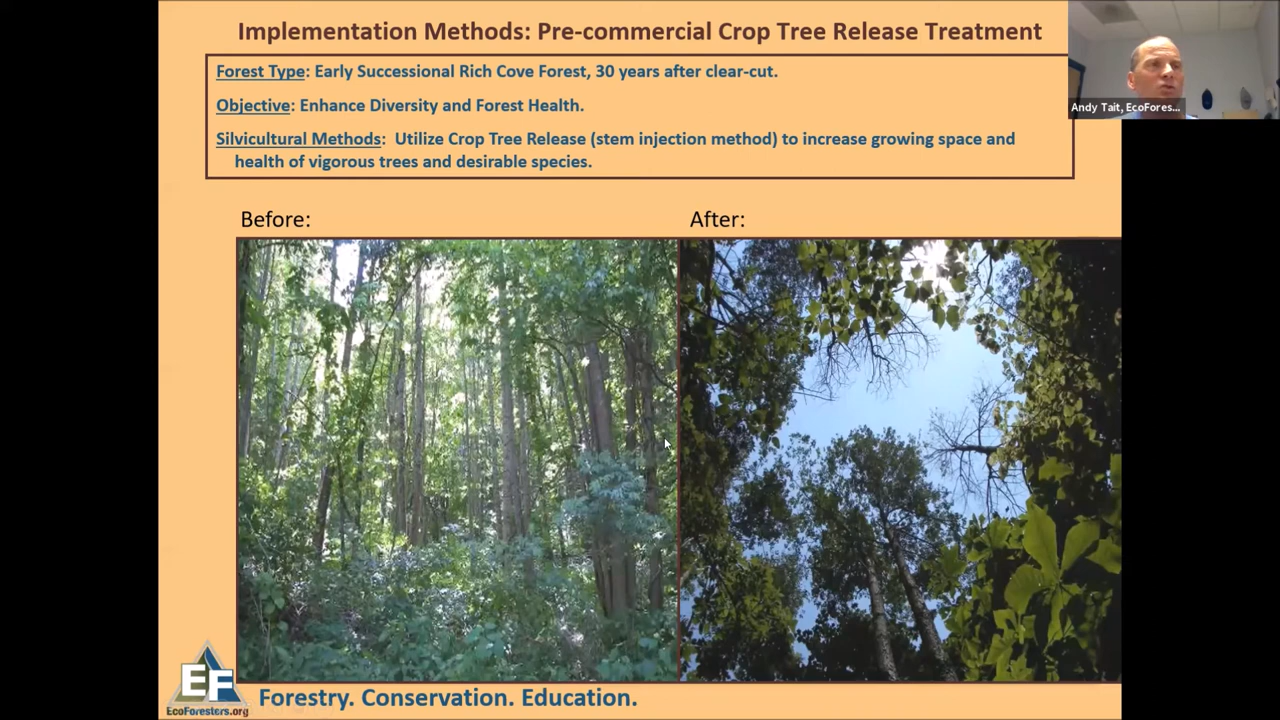 Implementation Methods: Pre-commercial Crop Tree Release Treatment
Forest Type: Early Successional Rich Cove Forest, 30 years after clear-cut.
Objective: Enhance Diversity and Forest Health.
Silvicultural Methods: Utilize Crop Tree Release (stem injection method) to increase growing space and
health of vigorous trees and desirable species.
Andy Tait, EcoFores...
Before:
After:
EF
EcoForesters.org
Forestry. Conservation. Education.